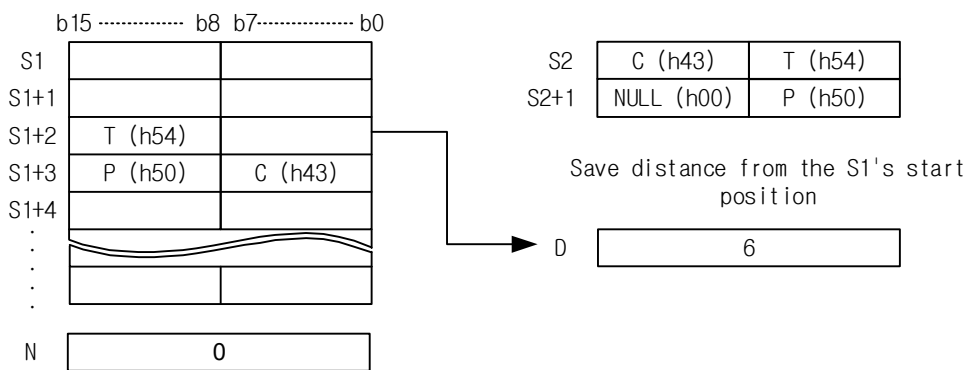 b15  --------------- b8 b7 --------------- b0
S1
S1+1
S1+2 T (h54)
S1+3 P (h50) C (h43)
S1+4
N 0
S2 C (h43) T (h54)
S2+1 NULL (h00) P (h50)
Save distance from the S1's start
position
D 6